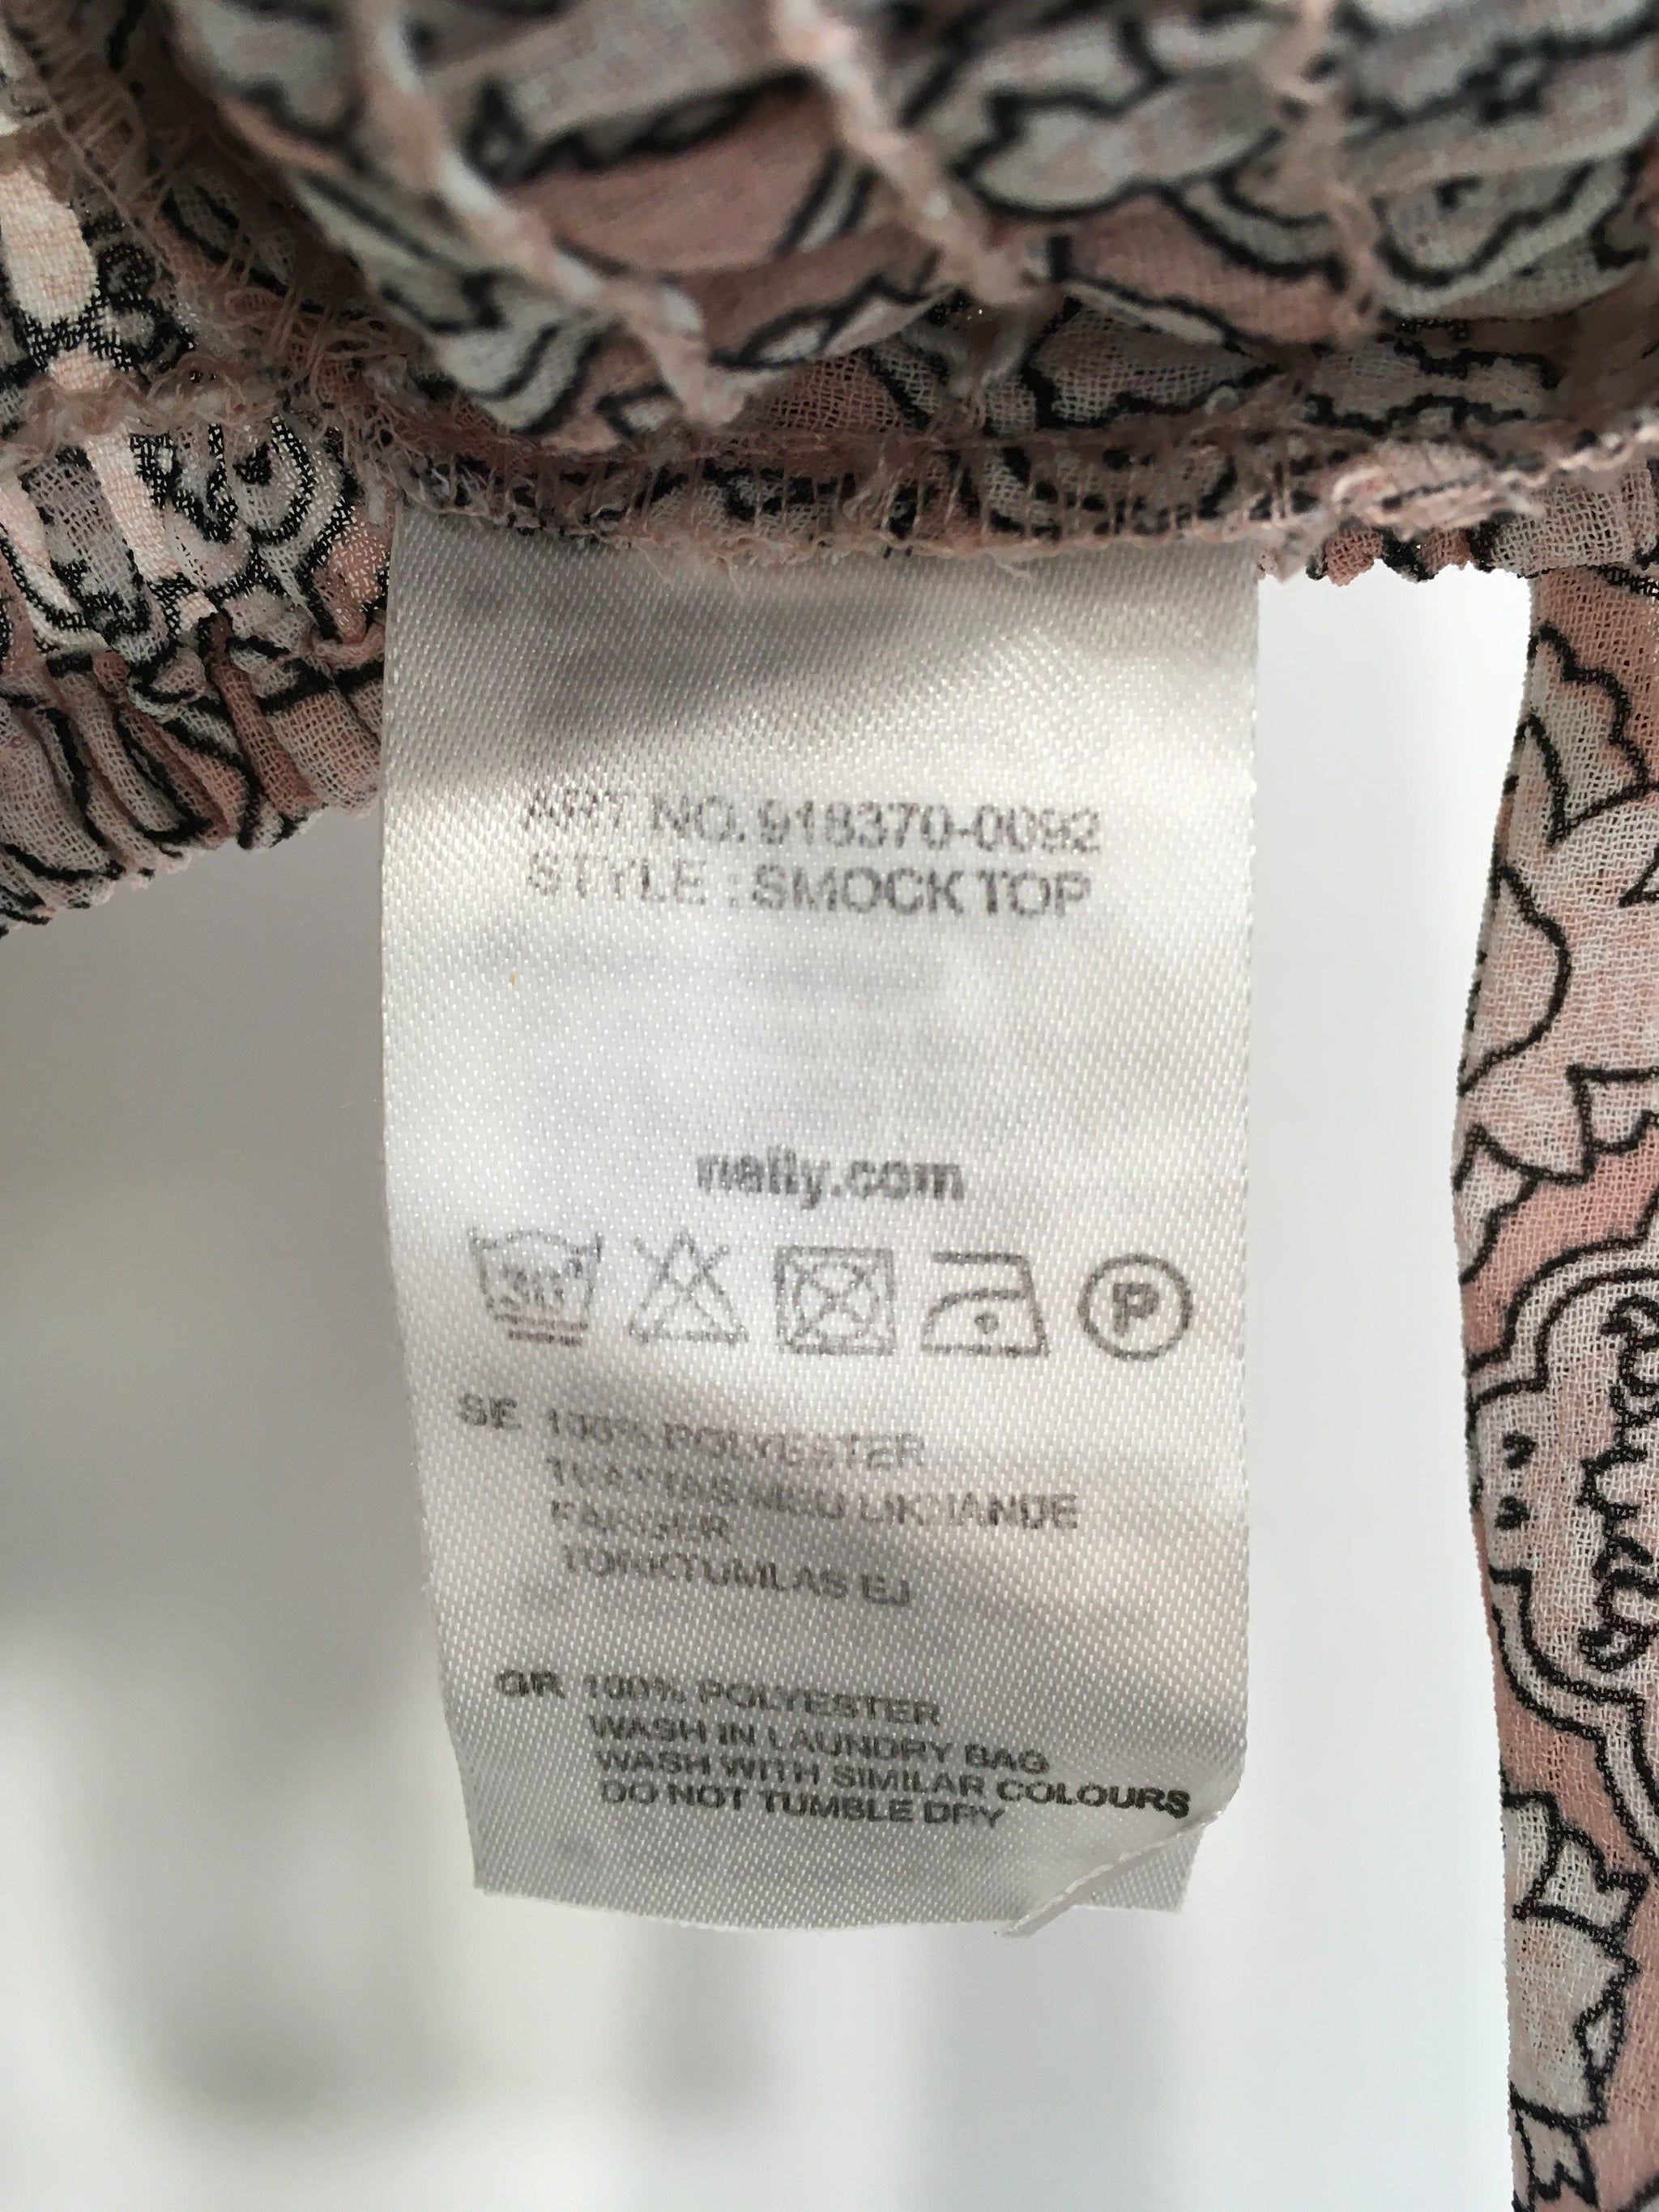 ART NO. 918370-0092
STYLE : SMOCK TOP
nelly.com
30
P
SE 100% POLYESTER
TVÄTTAS MED LIKNANDE
FÄRGER
TORKTUMLAS EJ
GR 100% POLYESTER
WASH IN LAUNDRY BAG
WASH WITH SIMILAR COLOURS
DO NOT TUMBLE DRY